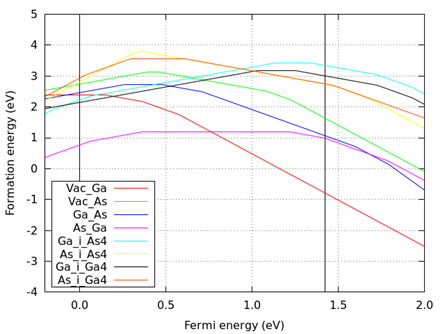 5
4
3
2
1
0
-1
-2
-3
-4
Formation energy (eV)
Vac_Ga
Vac_As
Ga_As
As_Ga
Ga_i_As4
As_i_As4
Ga_i_Ga4
As_i_Ga4
0.0 0.5 1.0 1.5 2.0
Fermi energy (eV)